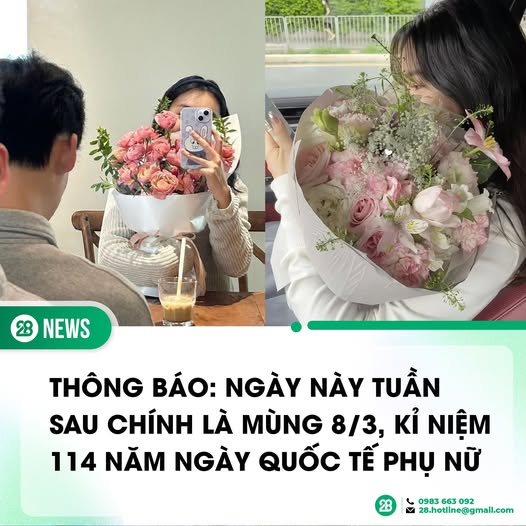 28 NEWS
THÔNG BÁO: NGÀY NÀY TUẦN
SAU CHÍNH LÀ MÙNG 8/3, KỈ NIỆM
114 NĂM NGÀY QUỐC TẾ PHỤ NỮ
28
0983 663 092
28.hotline@gmail.com